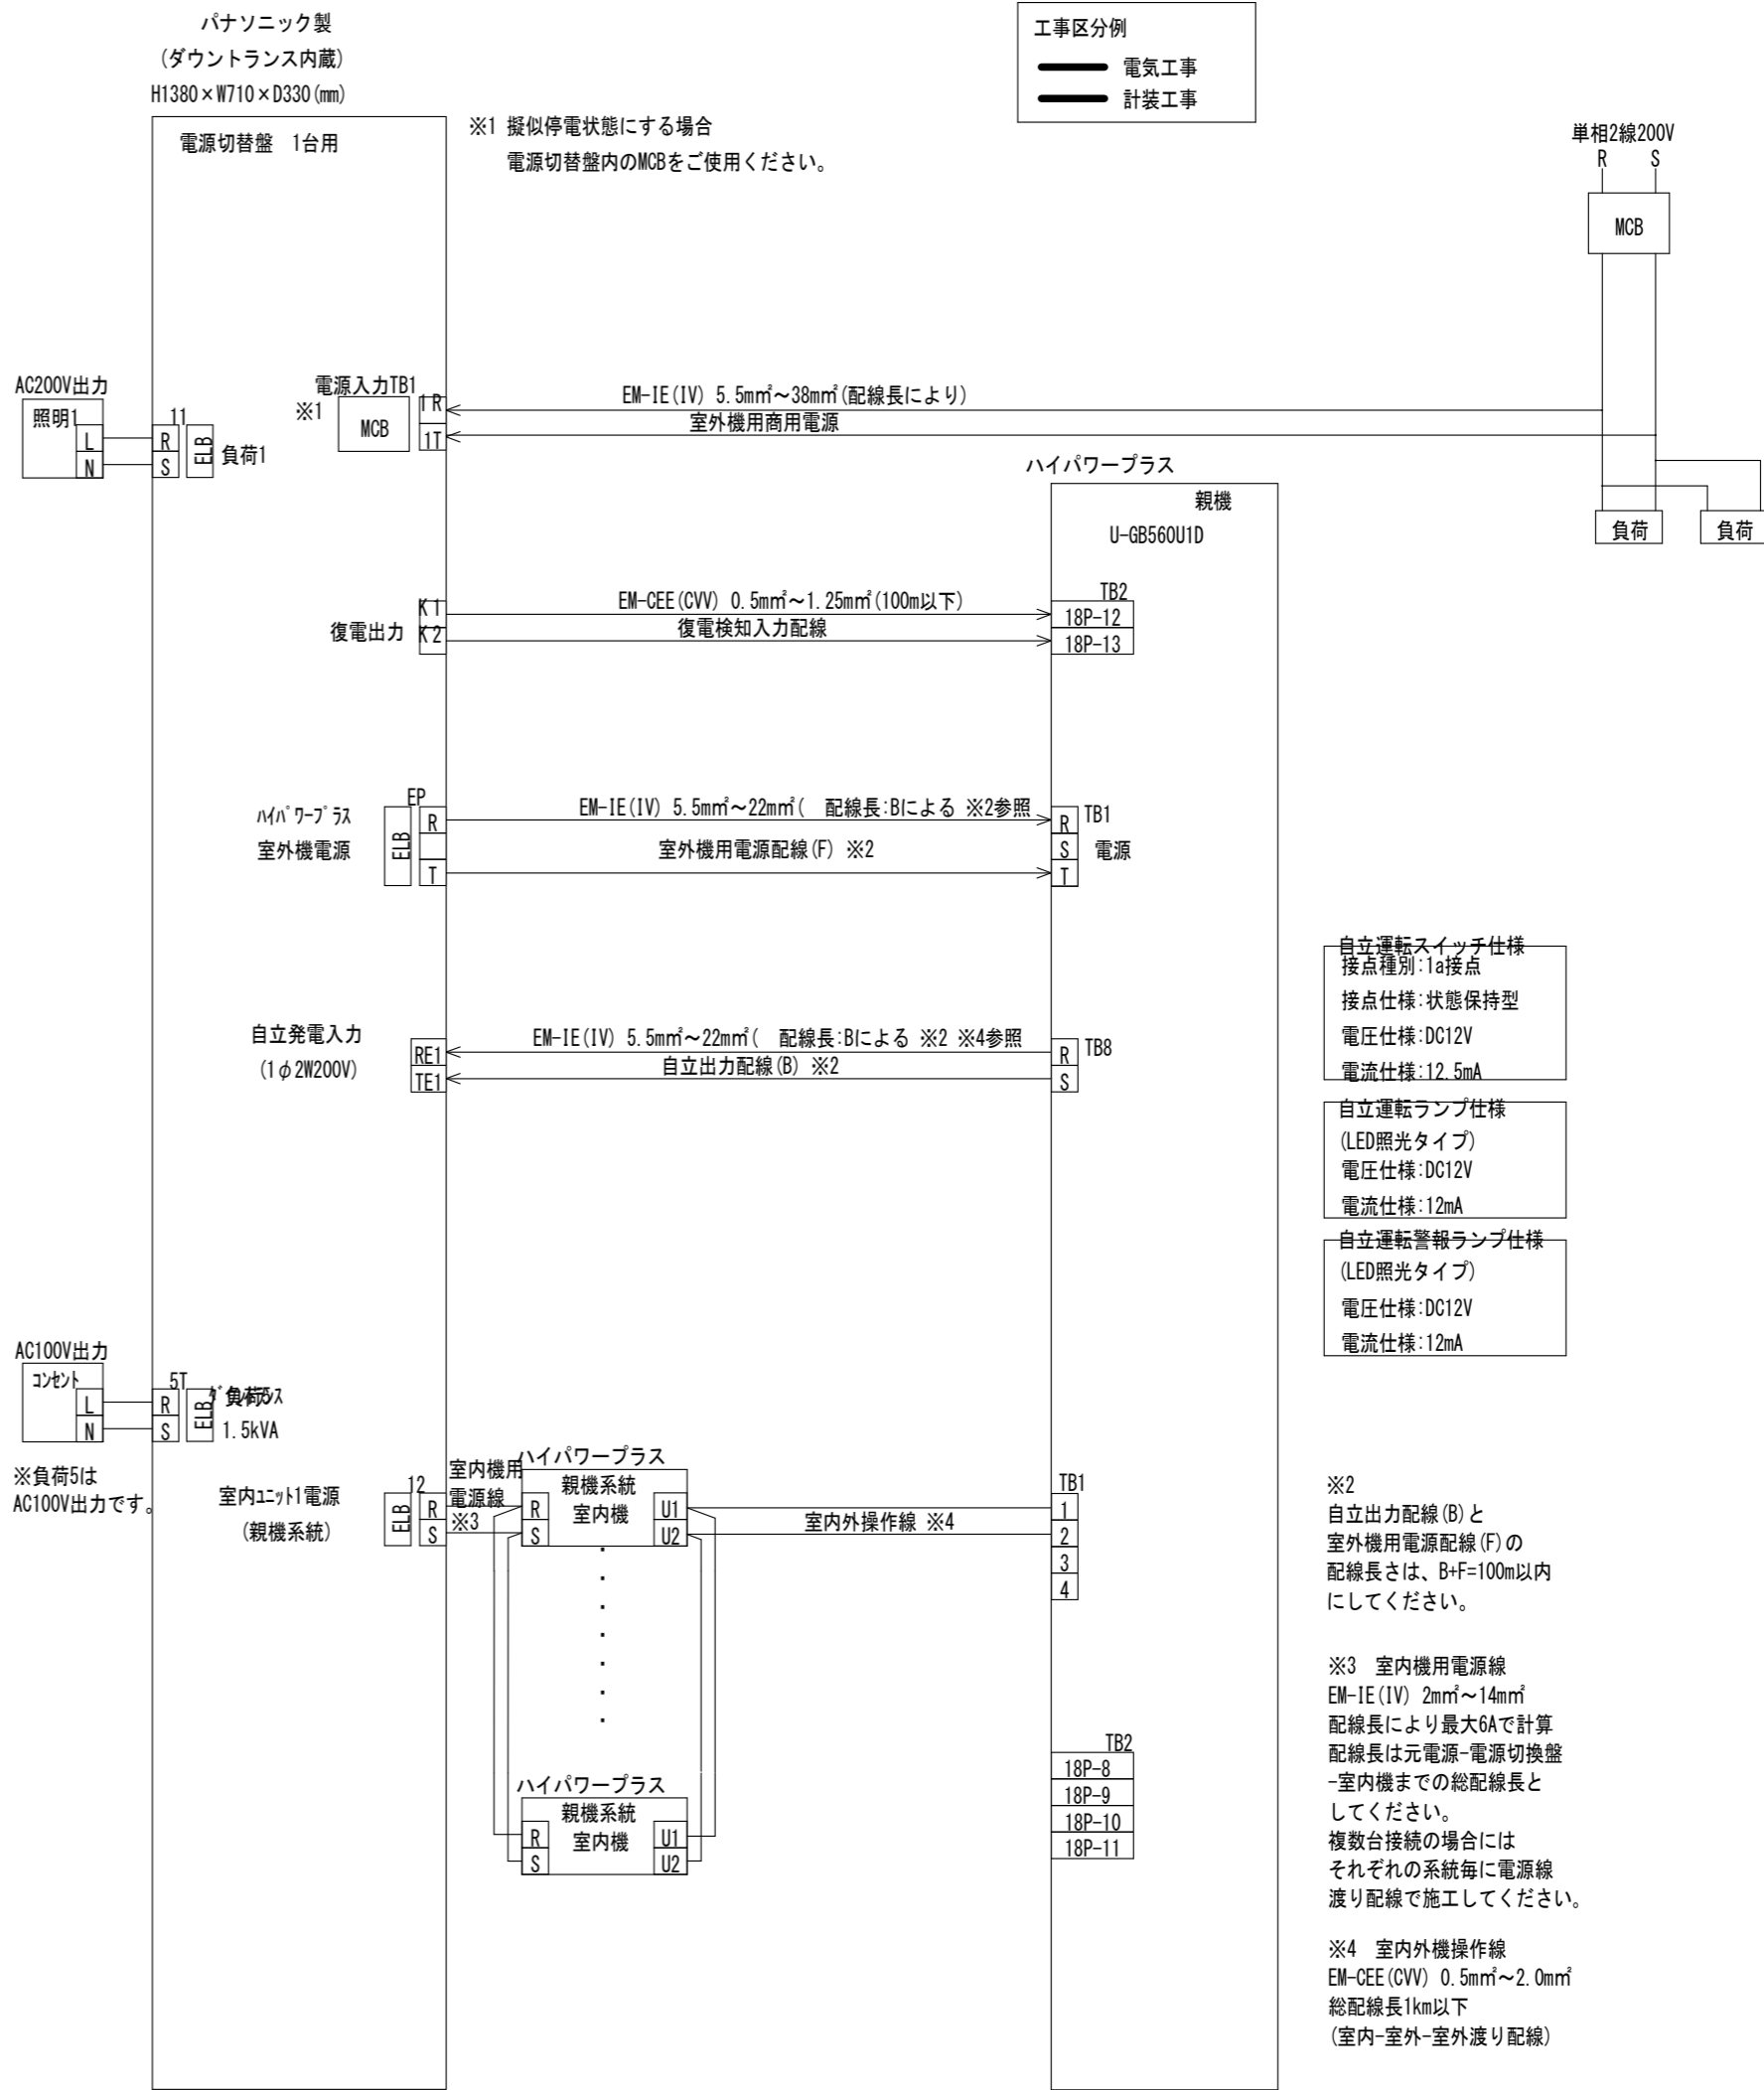 パナソニック製
(ダウントランス内蔵)
H1380×W710×D330(mm)
電源切替盤 1台用
※1 擬似停電状態にする場合
電源切替盤内のMCBをご使用ください。
工事区分例
電気工事
計装工事
単相2線200V
R S
MCB
負荷
負荷
AC200V出力
照明1
L
N
11
R
S
ELB
負荷1
電源入力TB1
※1
MCB
1R
1T
EM-IE(IV) 5.5mm²～38mm²(配線長により)
室外機用商用電源
ハイパワープラス
親機
U-GB560U1D
復電出力
K1
K2
EM-CEE(CVV) 0.5mm²～1.25mm²(100m以下)
復電検知入力配線
TB2
18P-12
18P-13
ﾊｲﾊﾟﾜｰﾌﾟﾗｽ
室外機電源
ELB
EP
R
T
EM-IE(IV) 5.5mm²～22mm²( 配線長:Bによる ※2参照
室外機用電源配線(F) ※2
TB1
R
S
T
電源
自立発電入力
(1φ2W200V)
RE1
TE1
EM-IE(IV) 5.5mm²～22mm²( 配線長:Bによる ※2 ※4参照
自立出力配線(B) ※2
TB8
R
S
自立運転スイッチ仕様
接点種別:1a接点
接点仕様:状態保持型
電圧仕様:DC12V
電流仕様:12.5mA
自立運転ランプ仕様
(LED照光タイプ)
電圧仕様:DC12V
電流仕様:12mA
自立運転警報ランプ仕様
(LED照光タイプ)
電圧仕様:DC12V
電流仕様:12mA
AC100V出力
ｺﾝｾﾝﾄ
L
N
5T
R
S
ELB
負荷5
1.5kVA
※負荷5は
AC100V出力です。
室内ﾕﾆｯﾄ1電源
(親機系統)
ELB
12
R
S
室内機用
電源線
※3
ハイパワープラス
親機系統
室内機
R
S
U1
U2
室内外操作線 ※4
TB1
1
2
3
4
ハイパワープラス
親機系統
室内機
R
S
U1
U2
TB2
18P-8
18P-9
18P-10
18P-11
※2
自立出力配線(B)と
室外機用電源配線(F)の
配線長さは、B+F=100m以内
にしてください。
※3 室内機用電源線
EM-IE(IV) 2mm²～14mm²
配線長により最大6Aで計算
配線長は元電源-電源切換盤
-室内機までの総配線長と
してください。
複数台接続の場合には
それぞれの系統毎に電源線
渡り配線で施工してください。
※4 室内外機操作線
EM-CEE(CVV) 0.5mm²～2.0mm²
総配線長1km以下
(室内-室外-室外渡り配線)